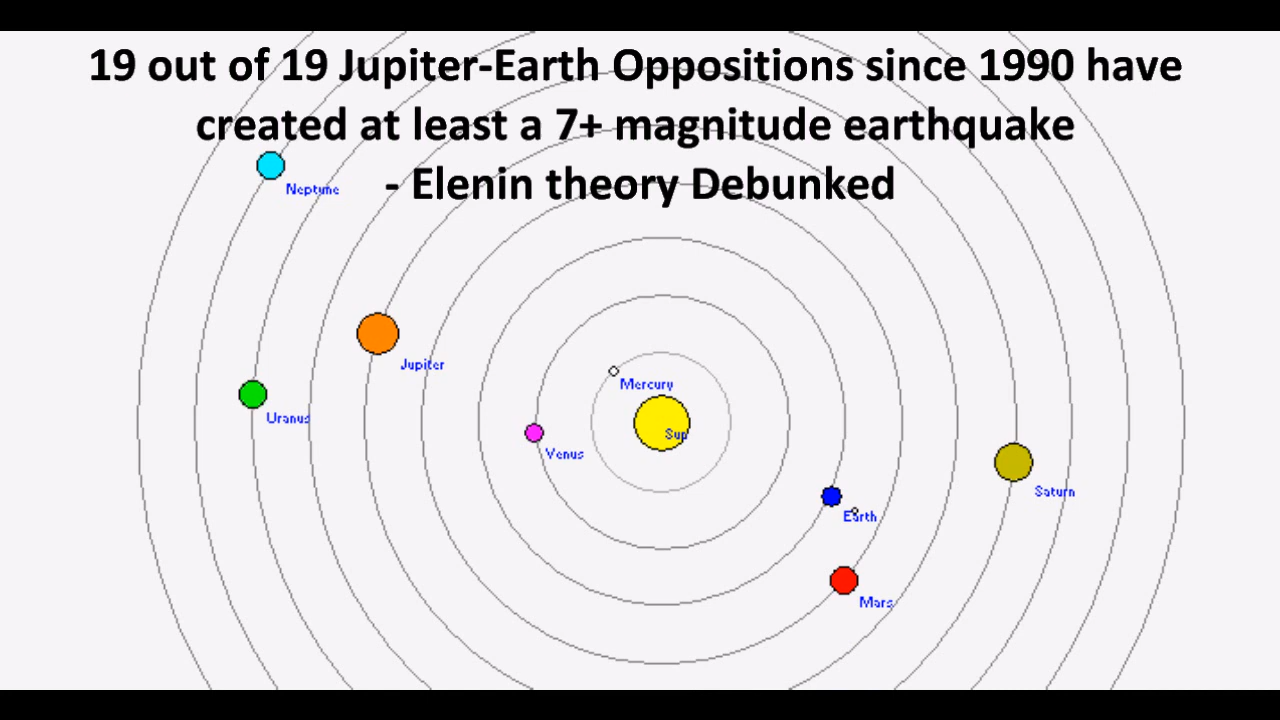 19 out of 19 Jupiter-Earth Oppositions since 1990 have
created at least a 7+ magnitude earthquake
- Elenin theory Debunked
Neptune
Jupiter
Mercury
Uranus
Sun
Venus
Saturn
Earth
Mars